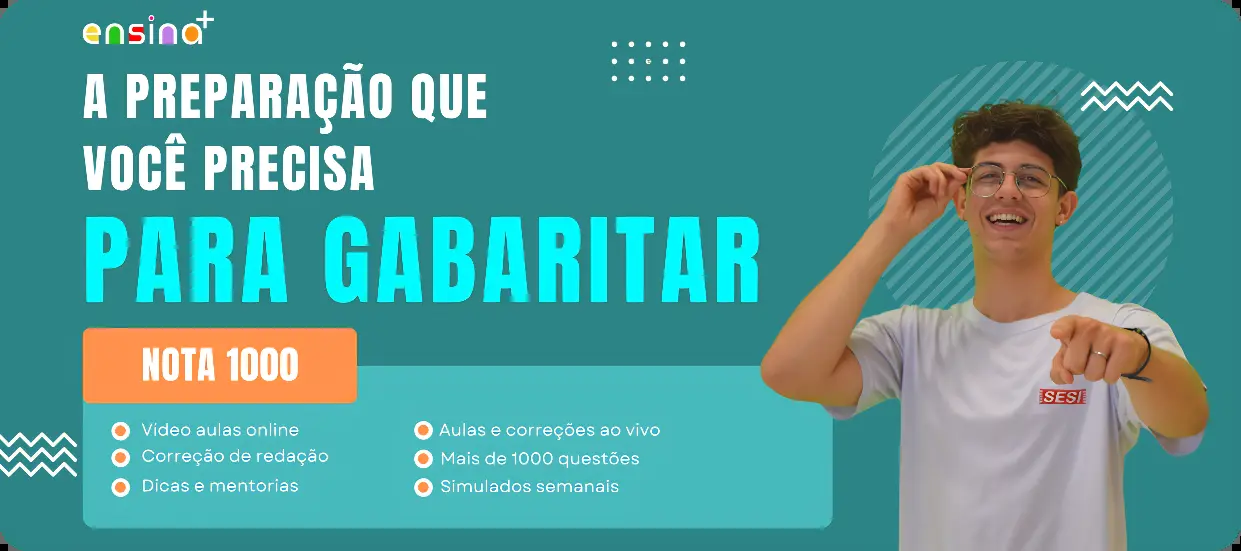 ensina+
A PREPARAÇÃO QUE
VOCÊ PRECISA
PARA GABARITAR
NOTA 1000
Vídeo aulas online
Correção de redação
Dicas e mentorias
Aulas e correções ao vivo
Mais de 1000 questões
Simulados semanais
SESI